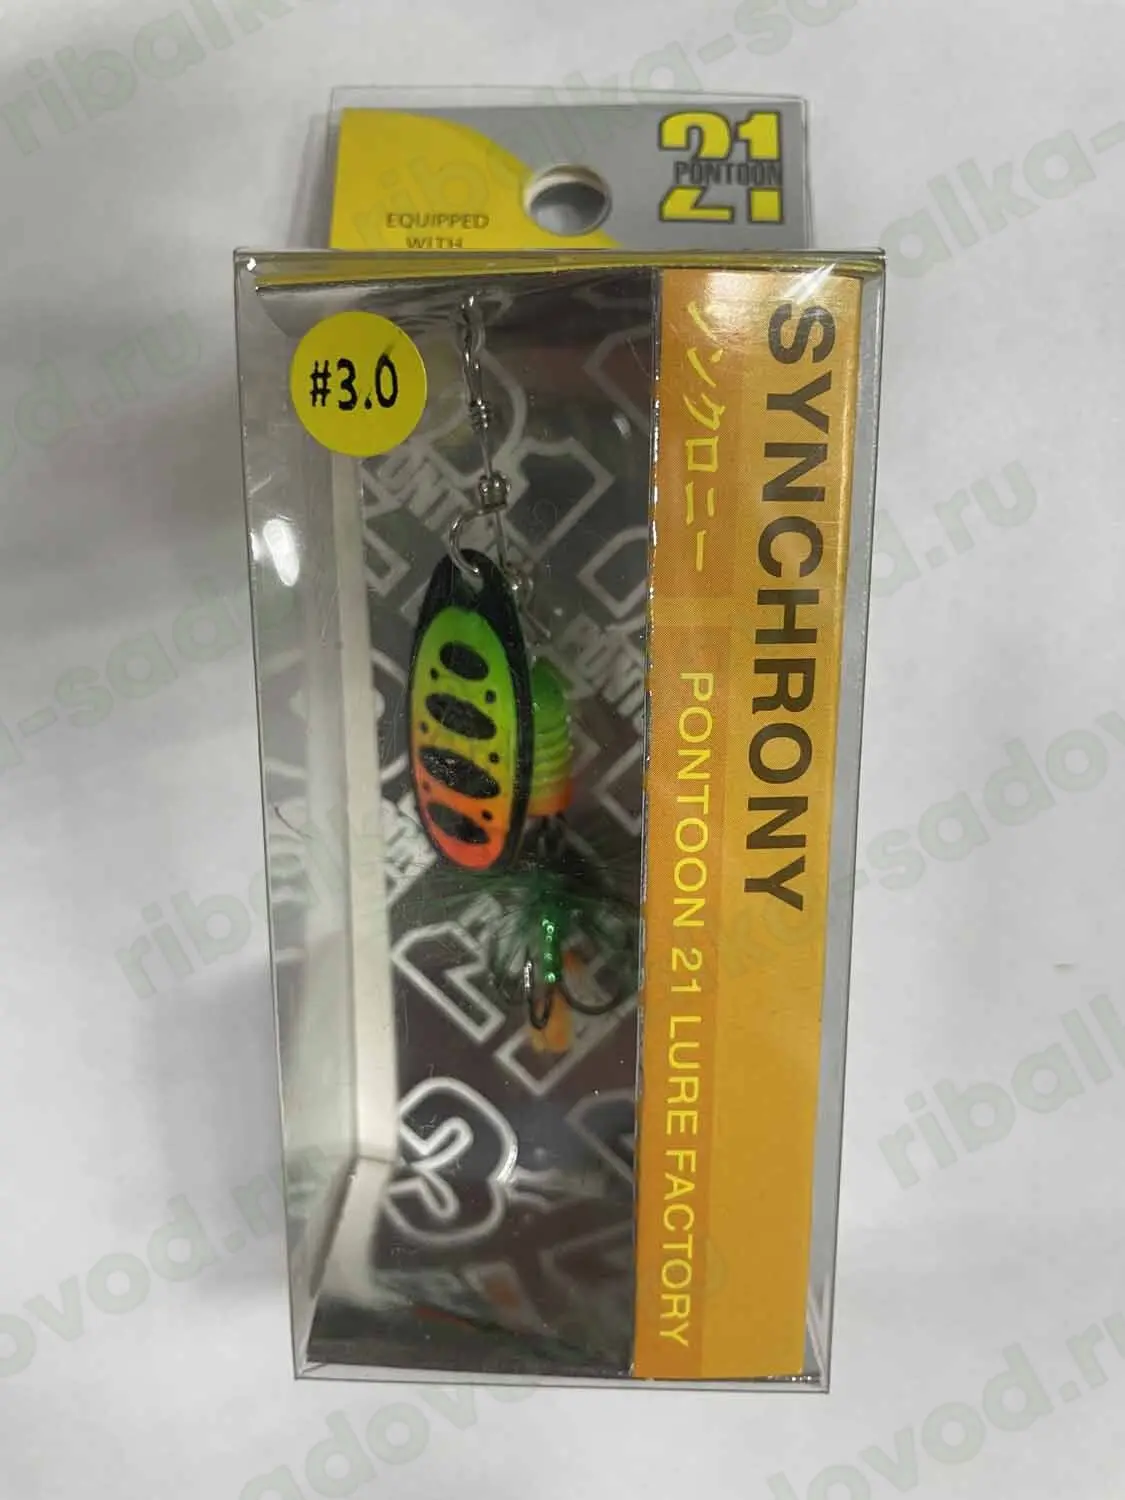 21
PONTOON
EQUIPPED
WITH
#3.0
SYNCHRONY
シンクロニー
PONTOON 21 LURE FACTORY
ribalka-sadovod.ru